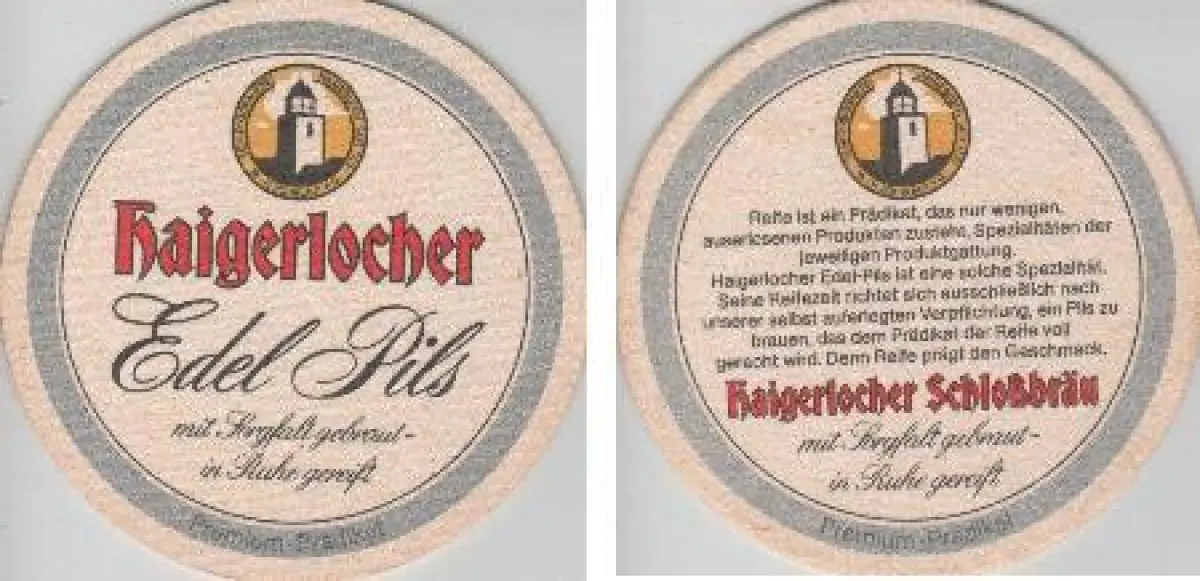 Haigerlocher
Edel Pils
mit Sorgfalt gebraut -
in Ruhe gereift
Premium-Prädikat
Reife ist ein Prädikat, das nur wenigen,
auserlesenen Produkten zusteht, Spezialitäten der
jeweiligen Produktgattung.
Haigerlocher Edel-Pils ist eine solche Spezialität.
Seine Reifezeit richtet sich ausschließlich nach
unserer selbst auferlegten Verpflichtung, ein Pils zu
brauen, das dem Prädikat der Reife voll
gerecht wird. Denn Reife prägt den Geschmack.
Haigerlocher Schloßbräu
mit Sorgfalt gebraut -
in Ruhe gereift
Premium-Prädikat